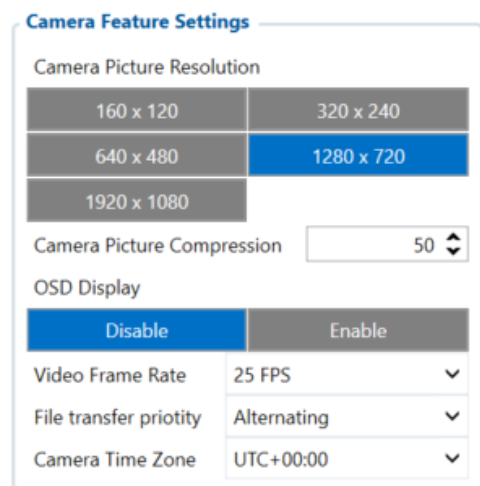 Camera Feature Settings
Camera Picture Resolution
160 x 120 320 x 240
640 x 480 1280 x 720
1920 x 1080
Camera Picture Compression 50
OSD Display
Disable Enable
Video Frame Rate 25 FPS
File transfer priotity Alternating
Camera Time Zone UTC+00:00